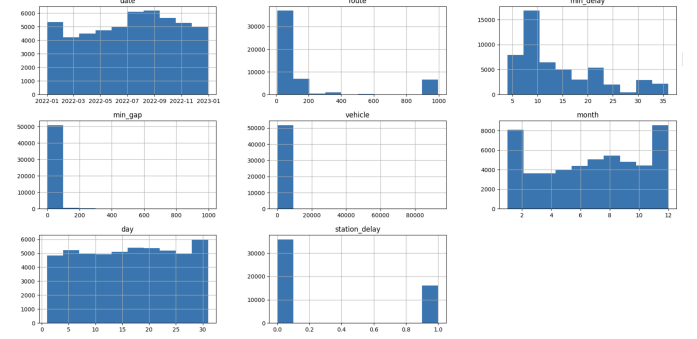 date route min_delay
6000 5000 4000 3000 2000 1000 0
2022-01 2022-03 2022-05 2022-07 2022-09 2022-11 2023-01
30000 20000 10000 0
0 200 400 600 800 1000
15000 10000 5000 0
5 10 15 20 25 30 35
min_gap vehicle month
50000 40000 30000 20000 10000 0
0 200 400 600 800 1000
50000 40000 30000 20000 10000 0
0 20000 40000 60000 80000
8000 6000 4000 2000 0
2 4 6 8 10 12
day station_delay
6000 5000 4000 3000 2000 1000 0
0 5 10 15 20 25 30
30000 20000 10000 0
0.0 0.2 0.4 0.6 0.8 1.0